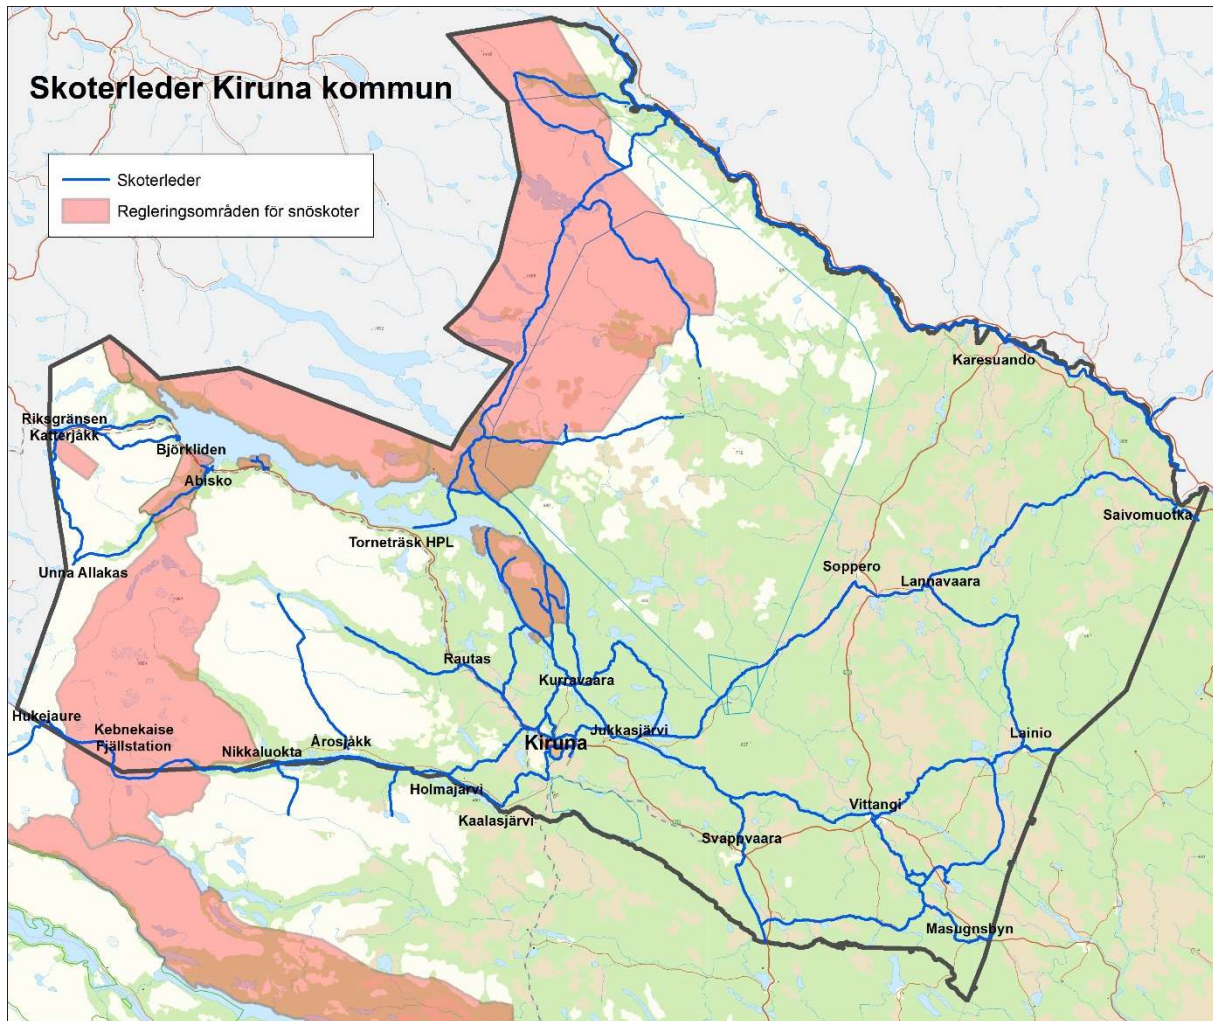 Skoterleder Kiruna kommun
Skoterleder
Regleringsområden för snöskoter
Karesuando
Riksgränsen
Katterjåkk
Björkliden
Abisko
Saivomuotka
Torneträsk HPL
Soppero
Unna Allakas
Lannavaara
Rautas
Kurravaara
Hukejaure
Kebnekaise
Fjällstation
Jukkasjärvi
Lainio
Årosjåkk
Kiruna
Nikkaluokta
Holmajärvi
Vittangi
Kaalasjärvi
Svappvaara
Masugnsbyn